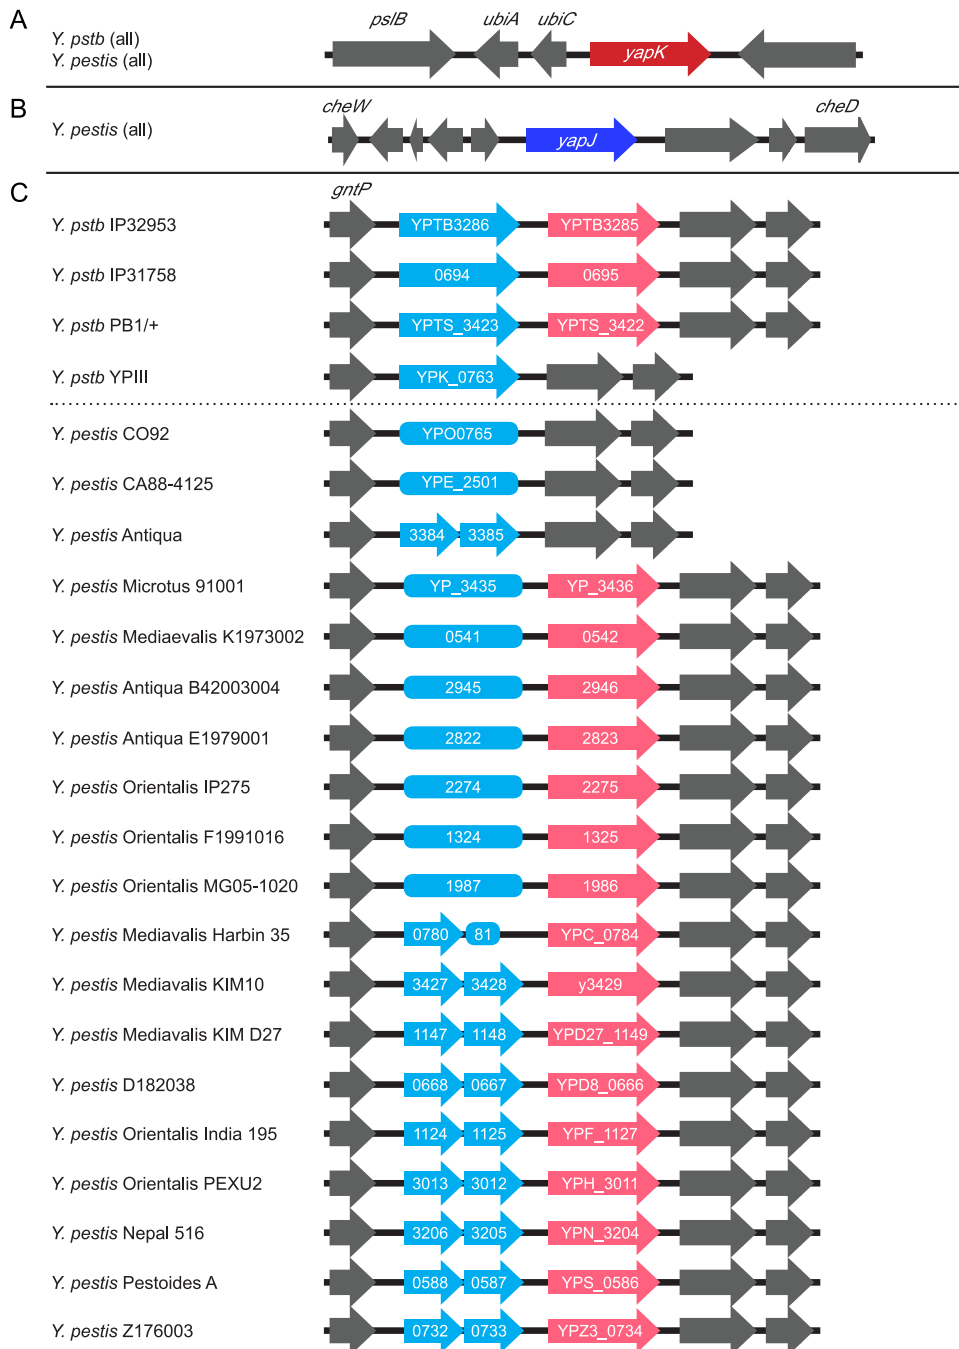 A
pslB ubiA ubiC
Y. pstb (all)
Y. pestis (all)
yapK
B
cheW cheD
Y. pestis (all)
yapJ
C
gntP
Y. pstb IP32953 YPTB3286 YPTB3285
Y. pstb IP31758 0694 0695
Y. pstb PB1/+ YPTS_3423 YPTS_3422
Y. pstb YPIII YPK_0763
Y. pestis CO92 YPO0765
Y. pestis CA88-4125 YPE_2501
Y. pestis Antiqua 3384 3385
Y. pestis Microtus 91001 YP_3435 YP_3436
Y. pestis Mediaevalis K1973002 0541 0542
Y. pestis Antiqua B42003004 2945 2946
Y. pestis Antiqua E1979001 2822 2823
Y. pestis Orientalis IP275 2274 2275
Y. pestis Orientalis F1991016 1324 1325
Y. pestis Orientalis MG05-1020 1987 1986
Y. pestis Mediavalis Harbin 35 0780 81 YPC_0784
Y. pestis Mediavalis KIM10 3427 3428 y3429
Y. pestis Mediavalis KIM D27 1147 1148 YPD27_1149
Y. pestis D182038 0668 0667 YPD8_0666
Y. pestis Orientalis India 195 1124 1125 YPF_1127
Y. pestis Orientalis PEXU2 3013 3012 YPH_3011
Y. pestis Nepal 516 3206 3205 YPN_3204
Y. pestis Pestoides A 0588 0587 YPS_0586
Y. pestis Z176003 0732 0733 YPZ3_0734